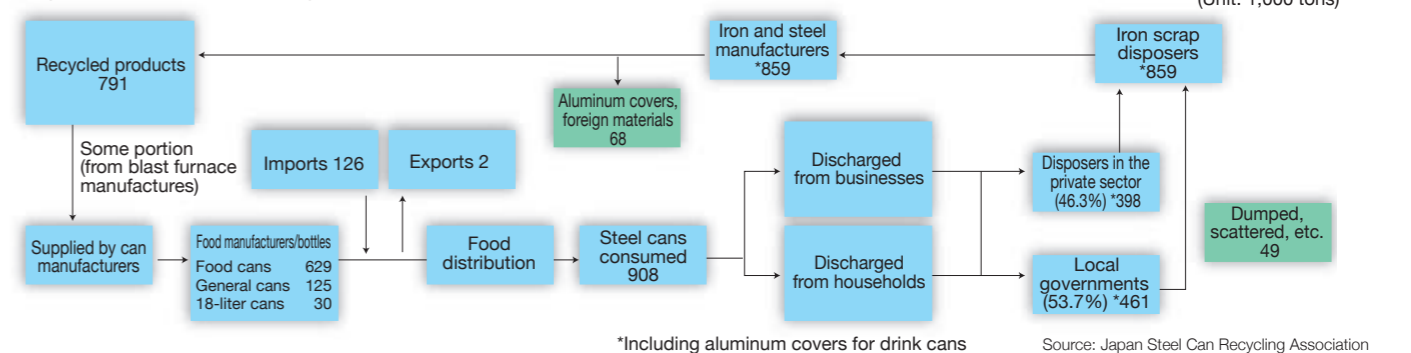 (Unit: 1,000 tons)
Recycled products
791
Iron and steel
manufacturers
*859
Iron scrap
disposers
*859
Aluminum covers,
foreign materials
68
Some portion
(from blast furnace
manufactures)
Imports 126
Exports 2
Discharged
from businesses
Disposers in the
private sector
(46.3%) *398
Dumped,
scattered, etc.
49
Supplied by can
manufacturers
Food manufacturers/bottles
Food cans 629
General cans 125
18-liter cans 30
Food
distribution
Steel cans
consumed
908
Discharged
from households
Local
governments
(53.7%) *461
*Including aluminum covers for drink cans
Source: Japan Steel Can Recycling Association